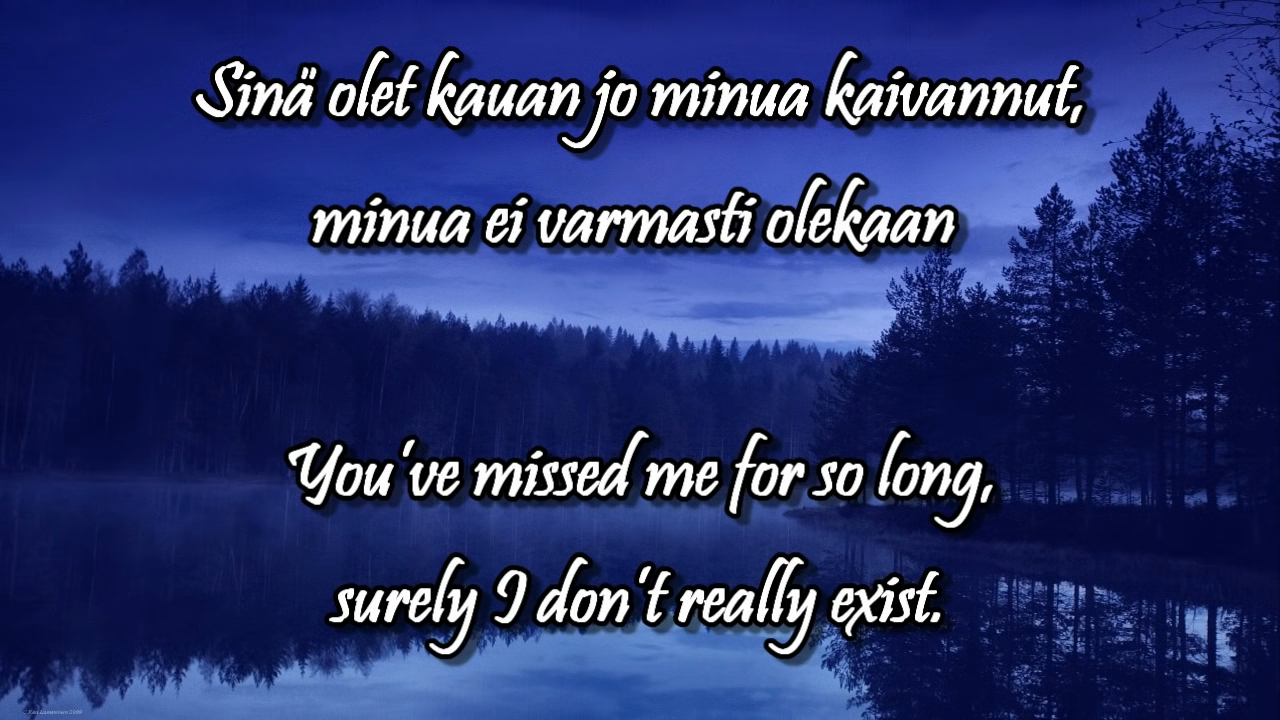 Sinä olet kauan jo minua kaivannut,
minua ei varmasti olekaan
You've missed me for so long,
surely I don't really exist.